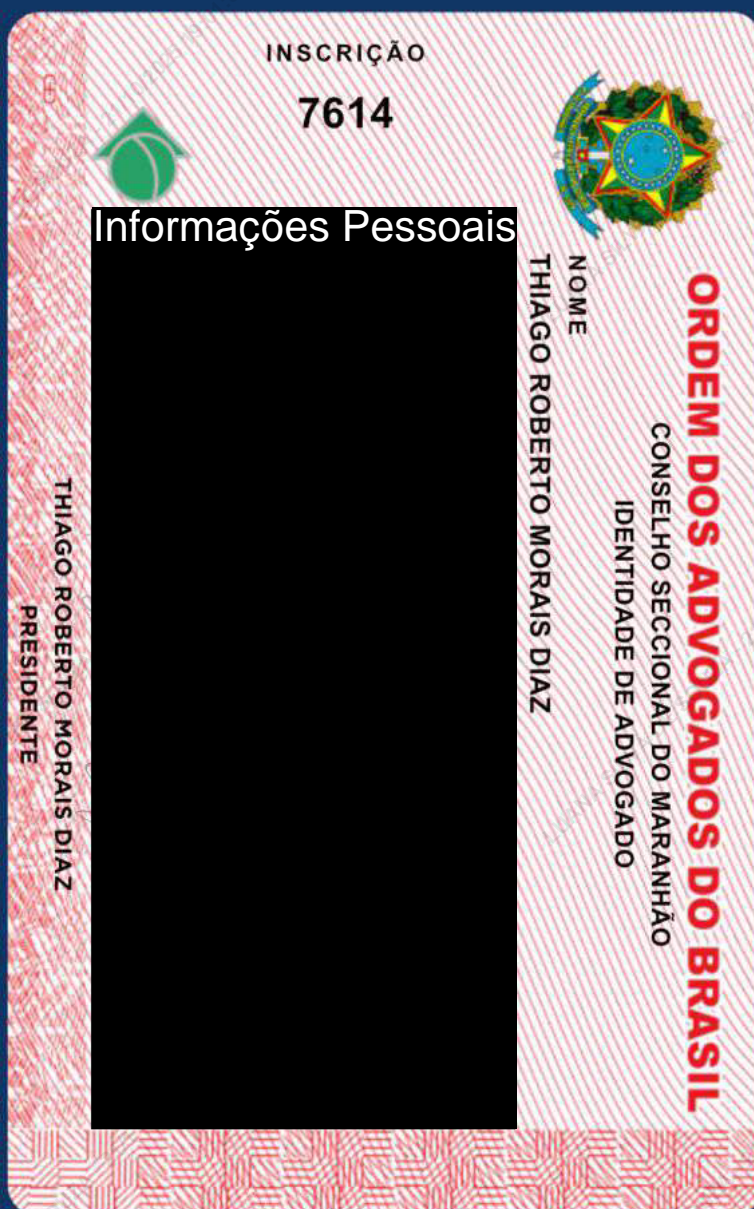 INSCRIÇÃO
7614
Informações Pessoais
ORDEM DOS ADVOGADOS DO BRASIL
CONSELHO SECCIONAL DO MARANHÃO
IDENTIDADE DE ADVOGADO
NOME
THIAGO ROBERTO MORAIS DIAZ
THIAGO ROBERTO MORAIS DIAZ
PRESIDENTE